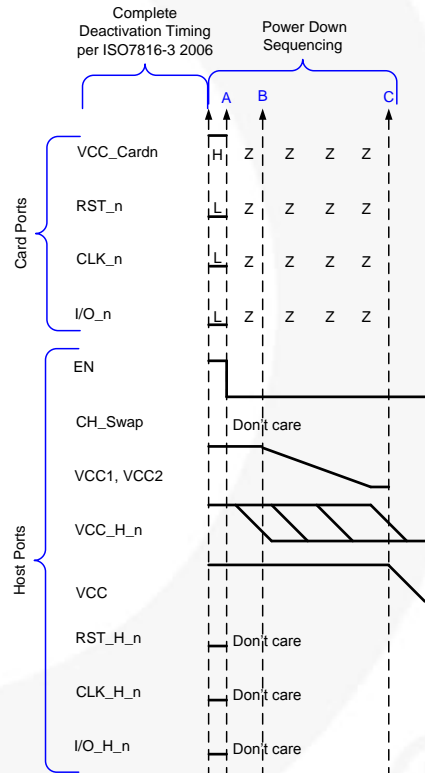 Complete
Deactivation Timing
per ISO7816-3 2006
Power Down
Sequencing
A B C
Card Ports
VCC_Cardn H Z Z Z Z
RST_n L Z Z Z Z
CLK_n L Z Z Z Z
I/O_n L Z Z Z Z
Host Ports
EN
CH_Swap Don't care
VCC1, VCC2
VCC_H_n
VCC
RST_H_n Don't care
CLK_H_n Don't care
I/O_H_n Don't care